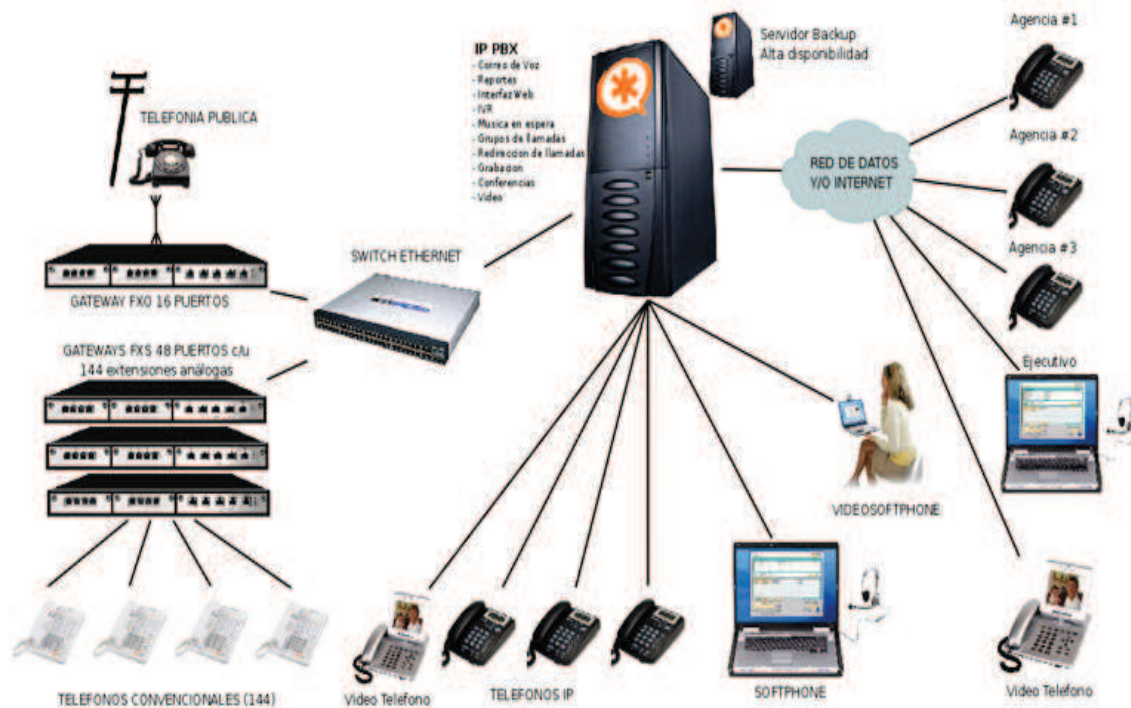 IP PBX
- Correo de Voz
- Reportes
- Interfaz Web
- IVR
- Musica en espera
- Grupos de llamadas
- Redireccion de llamadas
- Grabacion
- Conferencias
- Video
Servidor Backup
Alta disponibilidad
Agencia #1
TELEFONIA PUBLICA
Agencia #2
RED DE DATOS
Y/O INTERNET
SWITCH ETHERNET
Agencia #3
GATEWAY FXO 16 PUERTOS
GATEWAYS FXS 48 PUERTOS c/u
144 extensiones análogas
Ejecutivo
VIDEOSOFTPHONE
TELEFONOS CONVENCIONALES (144)
Video Telefono
TELEFONOS IP
SOFTPHONE
Video Telefono